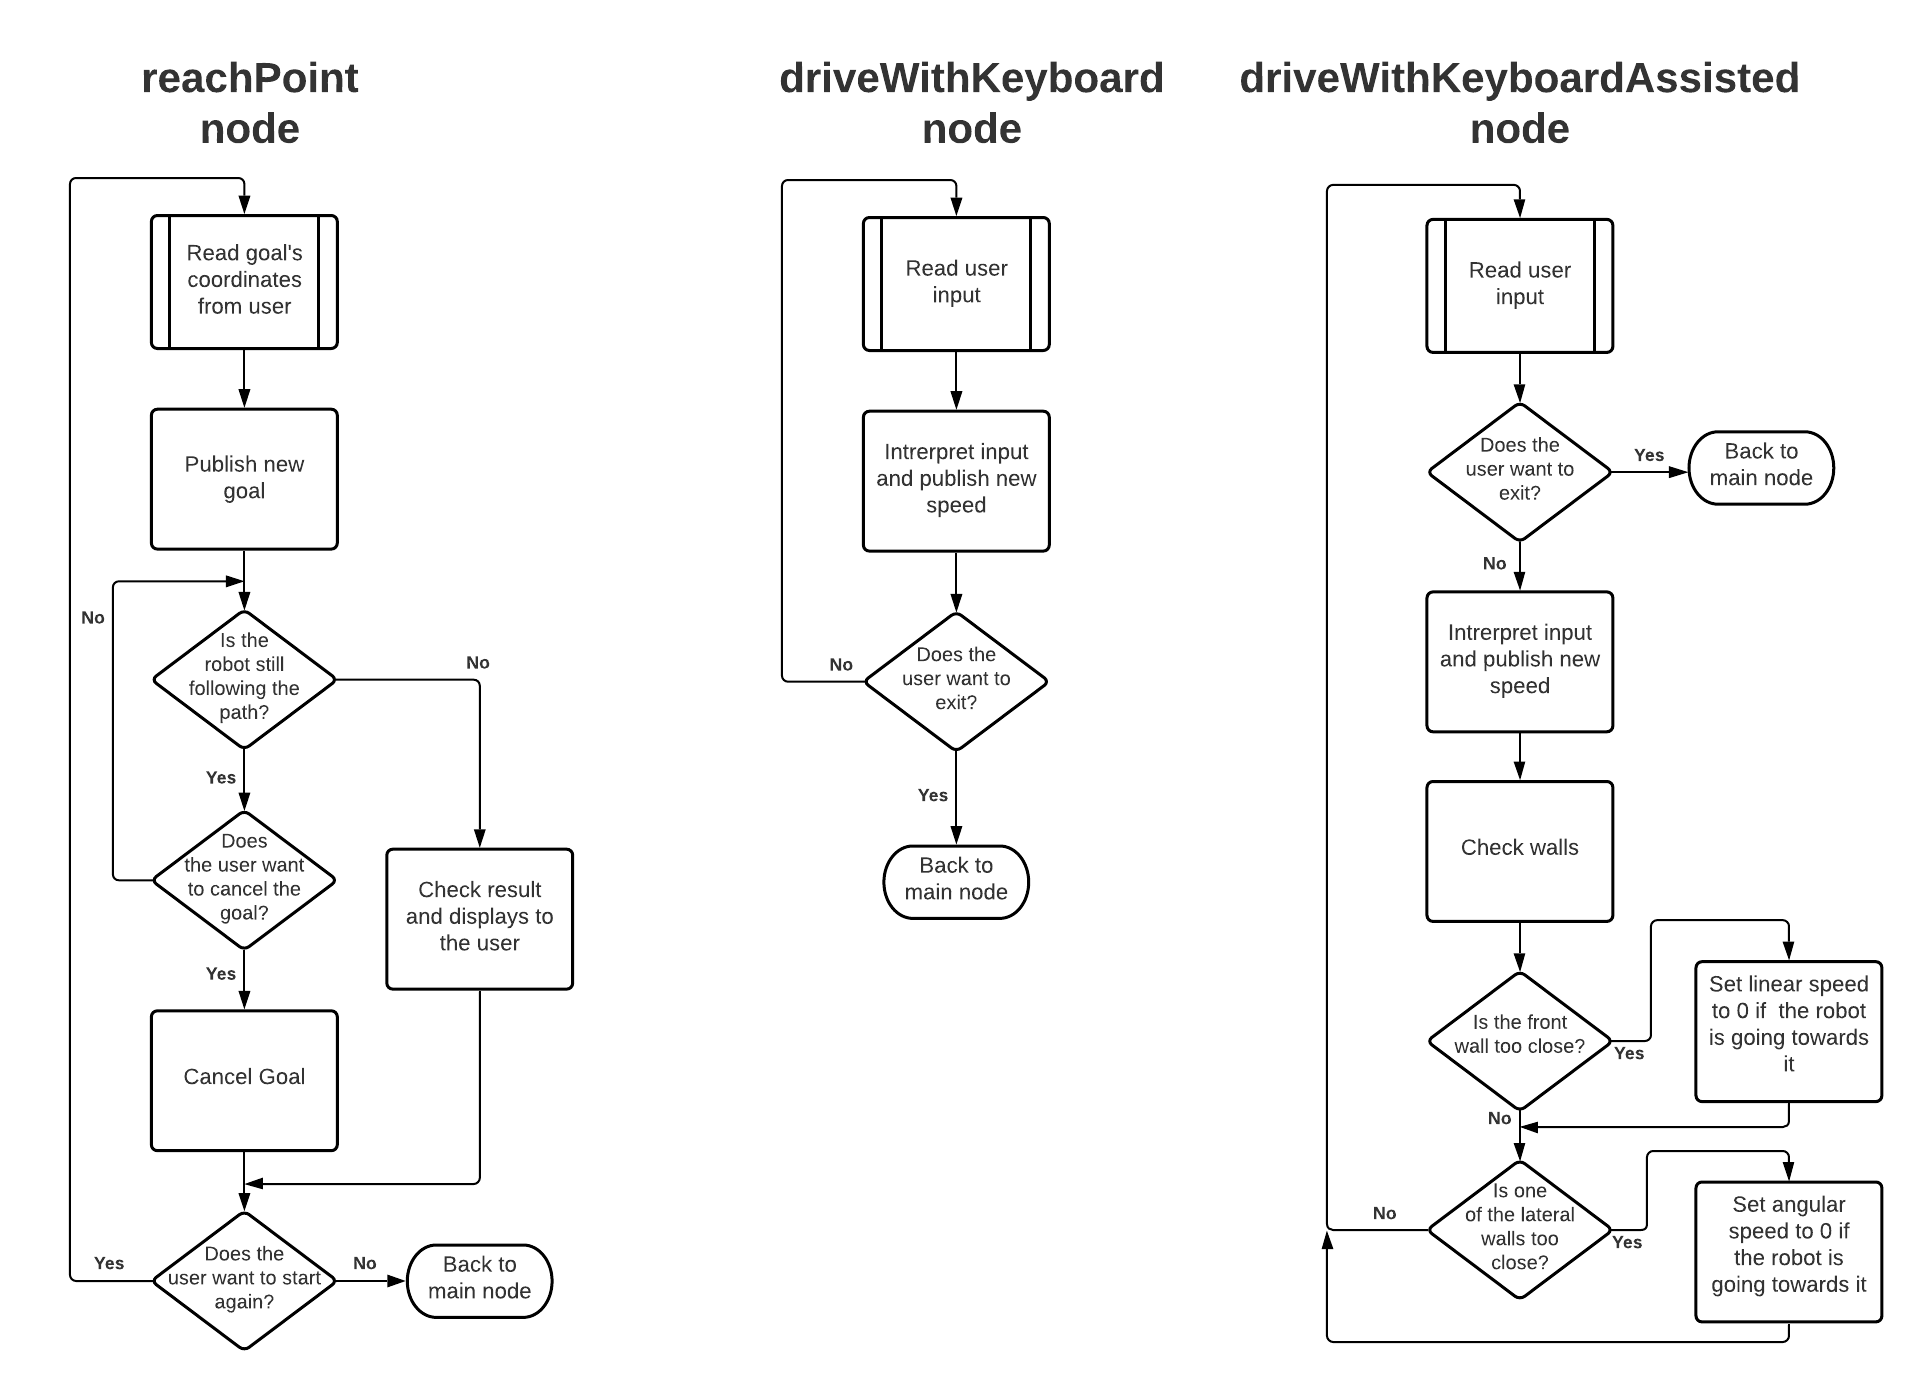 reachPoint
node
Read goal's
coordinates
from user
Publish new
goal
No
Is the
robot still
following the
path?
No
Yes
Does
the user want
to cancel the
goal?
Check result
and displays to
the user
Yes
Cancel Goal
Yes
Does the
user want to start
again?
No
Back to
main node
driveWithKeyboard
node
Read user
input
Intrerpret input
and publish new
speed
No
Does the
user want to
exit?
Yes
Back to
main node
driveWithKeyboardAssisted
node
Read user
input
Does the
user want to
exit?
Yes
Back to
main node
No
Intrerpret input
and publish new
speed
Check walls
Is the front
wall too close?
Yes
Set linear speed
to 0 if  the robot
is going towards
it
No
Is one
of the lateral
walls too
close?
No
Yes
Set angular
speed to 0 if
the robot is
going towards it